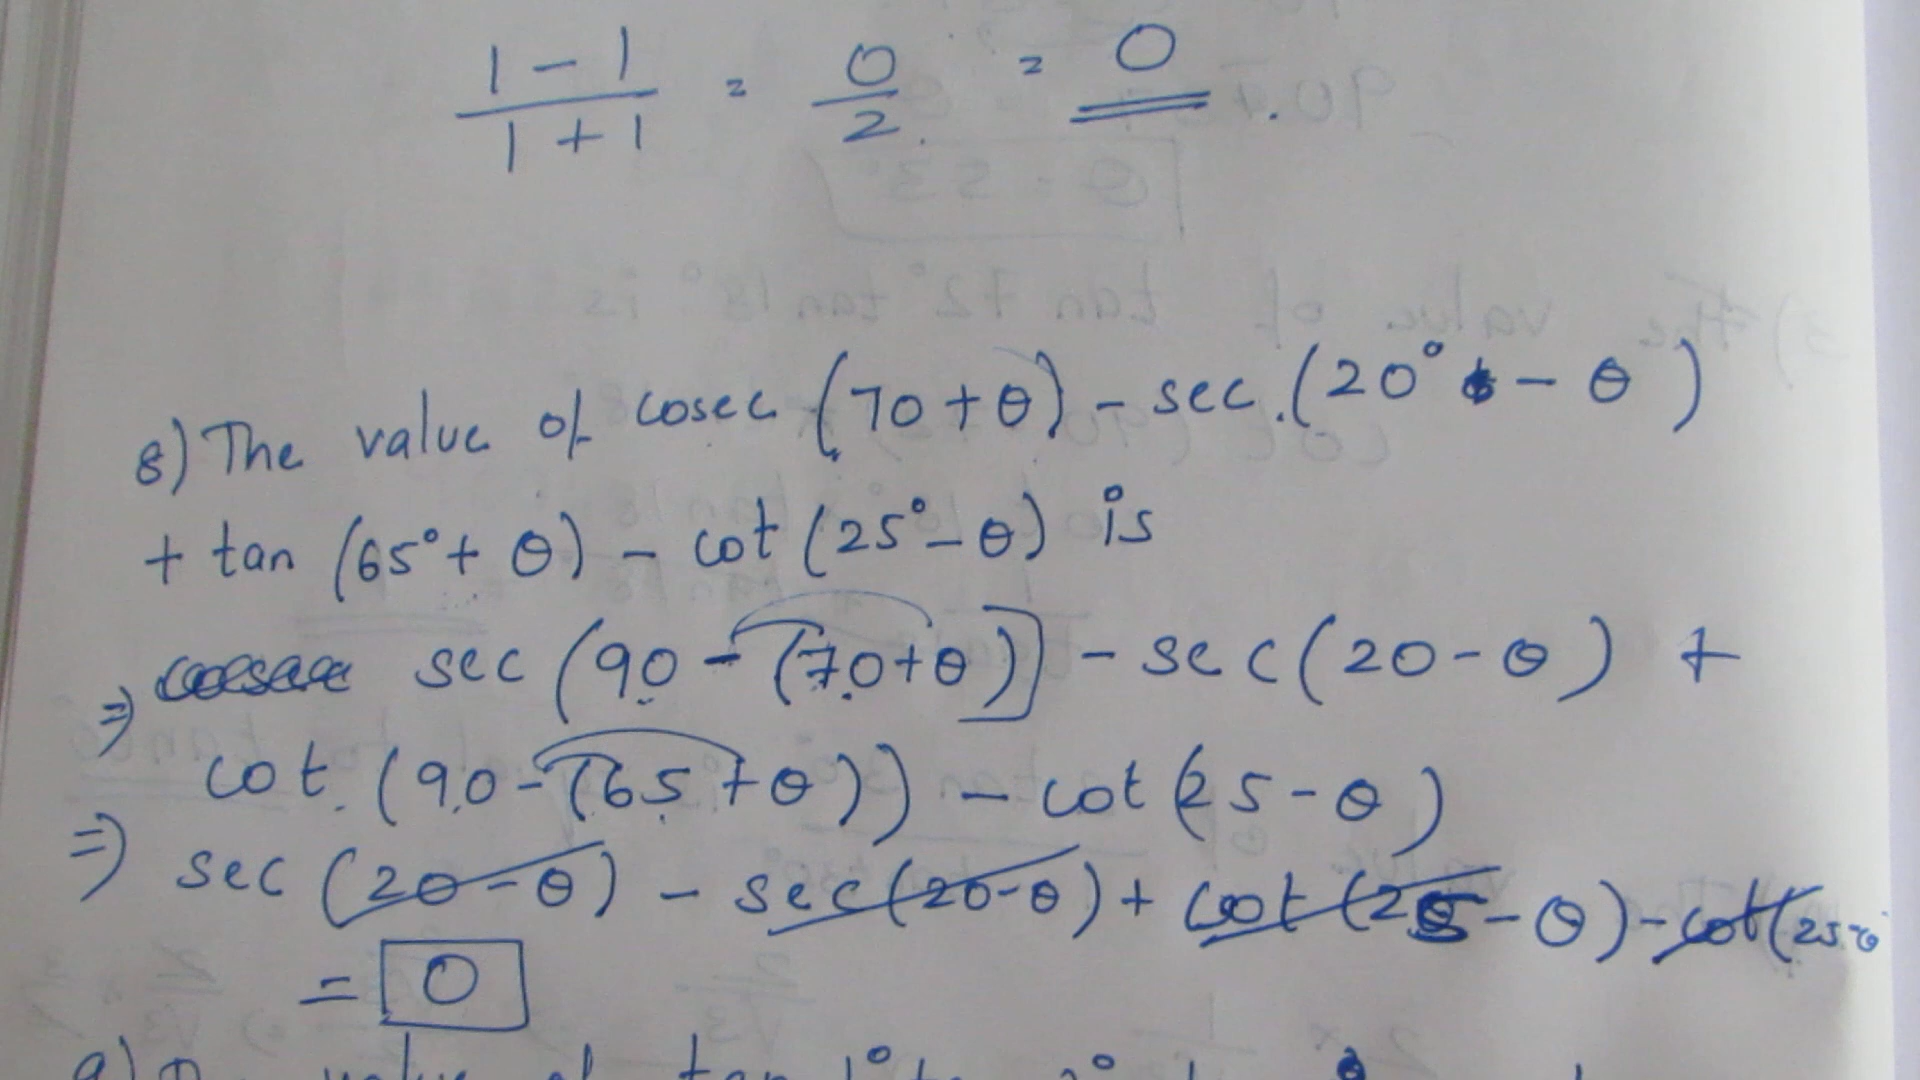 1 - 1 / 1 + 1 = 0 / 2 = 0
8) The value of cosec (70 + θ) - sec. (20° - θ)
+ tan (65° + θ) - cot (25° - θ) is
⇒ sec (90 - (70 + θ)] - sec (20 - θ) +
cot. (90 - (65 + θ)) - cot (25 - θ)
⇒ sec (20 - θ) - sec (20 - θ) + cot (25 - θ) - cot (25 - θ
= 0